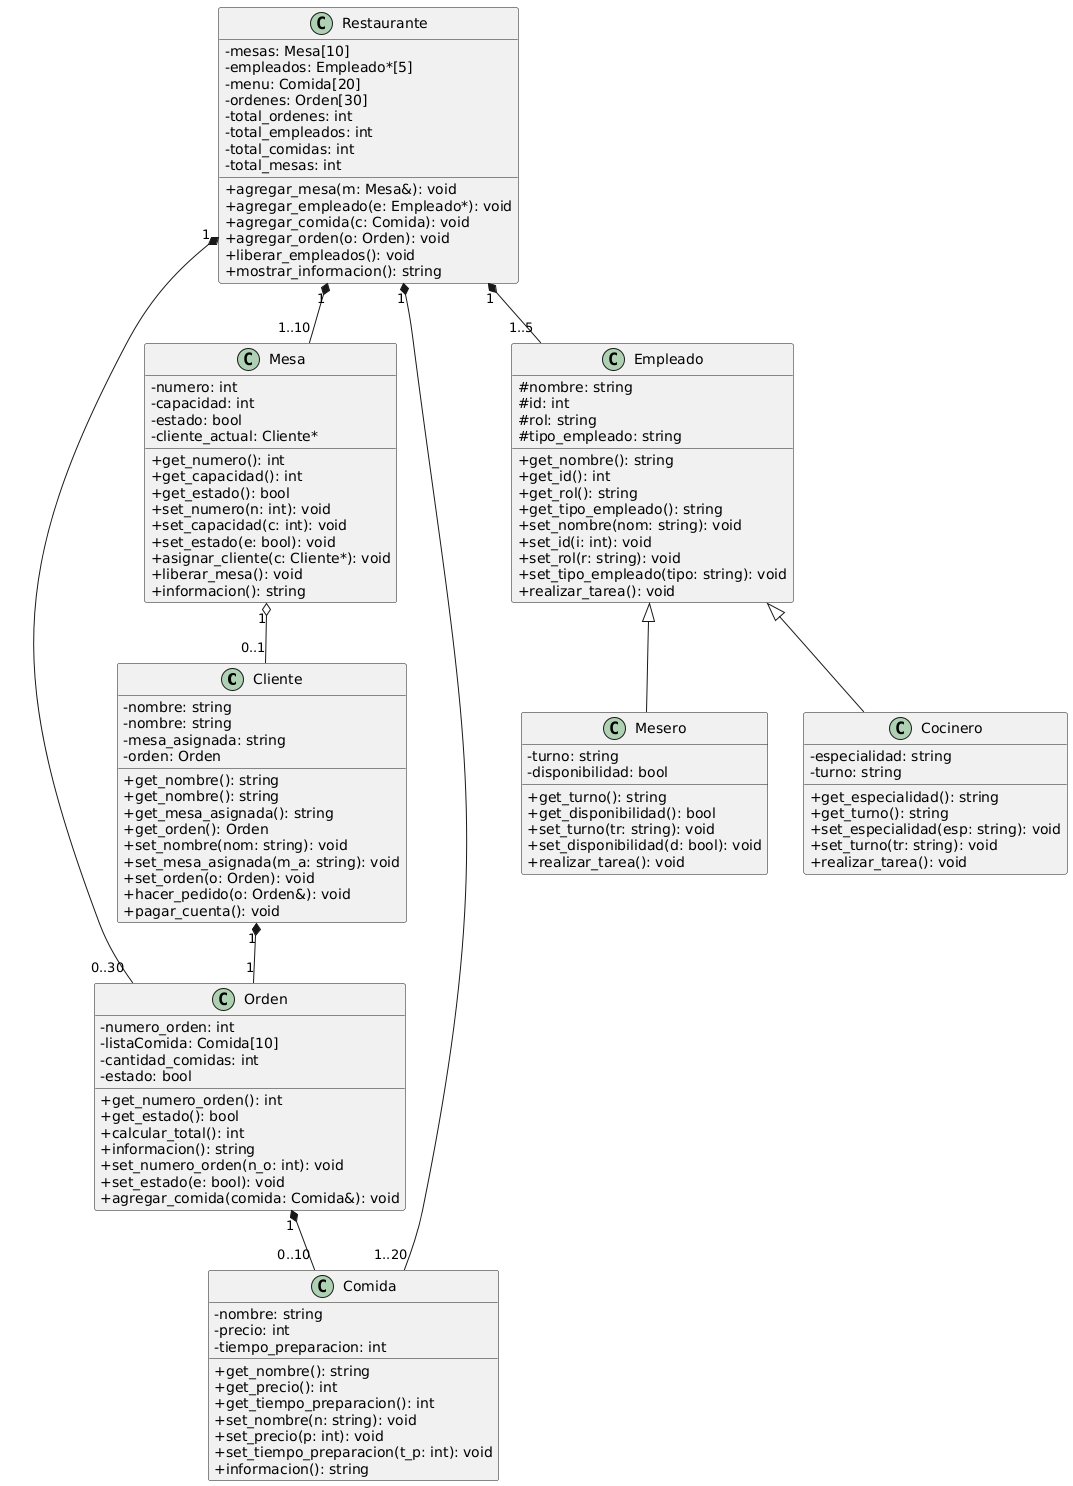 C Restaurante
-mesas: Mesa[10]
-empleados: Empleado*[5]
-menu: Comida[20]
-ordenes: Orden[30]
-total_ordenes: int
-total_empleados: int
-total_comidas: int
-total_mesas: int
+agregar_mesa(m: Mesa&): void
+agregar_empleado(e: Empleado*): void
+agregar_comida(c: Comida): void
+agregar_orden(o: Orden): void
+liberar_empleados(): void
+mostrar_informacion(): string
1
1
1
1
1..10
1..5
C Mesa
-numero: int
-capacidad: int
-estado: bool
-cliente_actual: Cliente*
+get_numero(): int
+get_capacidad(): int
+get_estado(): bool
+set_numero(n: int): void
+set_capacidad(c: int): void
+set_estado(e: bool): void
+asignar_cliente(c: Cliente*): void
+liberar_mesa(): void
+informacion(): string
C Empleado
#nombre: string
#id: int
#rol: string
#tipo_empleado: string
+get_nombre(): string
+get_id(): int
+get_rol(): string
+get_tipo_empleado(): string
+set_nombre(nom: string): void
+set_id(i: int): void
+set_rol(r: string): void
+set_tipo_empleado(tipo: string): void
+realizar_tarea(): void
1
0..1
C Cliente
-nombre: string
-nombre: string
-mesa_asignada: string
-orden: Orden
+get_nombre(): string
+get_nombre(): string
+get_mesa_asignada(): string
+get_orden(): Orden
+set_nombre(nom: string): void
+set_mesa_asignada(m_a: string): void
+set_orden(o: Orden): void
+hacer_pedido(o: Orden&): void
+pagar_cuenta(): void
C Mesero
-turno: string
-disponibilidad: bool
+get_turno(): string
+get_disponibilidad(): bool
+set_turno(tr: string): void
+set_disponibilidad(d: bool): void
+realizar_tarea(): void
C Cocinero
-especialidad: string
-turno: string
+get_especialidad(): string
+get_turno(): string
+set_especialidad(esp: string): void
+set_turno(tr: string): void
+realizar_tarea(): void
1
0..30
1
C Orden
-numero_orden: int
-listaComida: Comida[10]
-cantidad_comidas: int
-estado: bool
+get_numero_orden(): int
+get_estado(): bool
+calcular_total(): int
+informacion(): string
+set_numero_orden(n_o: int): void
+set_estado(e: bool): void
+agregar_comida(comida: Comida&): void
1
0..10
1..20
C Comida
-nombre: string
-precio: int
-tiempo_preparacion: int
+get_nombre(): string
+get_precio(): int
+get_tiempo_preparacion(): int
+set_nombre(n: string): void
+set_precio(p: int): void
+set_tiempo_preparacion(t_p: int): void
+informacion(): string